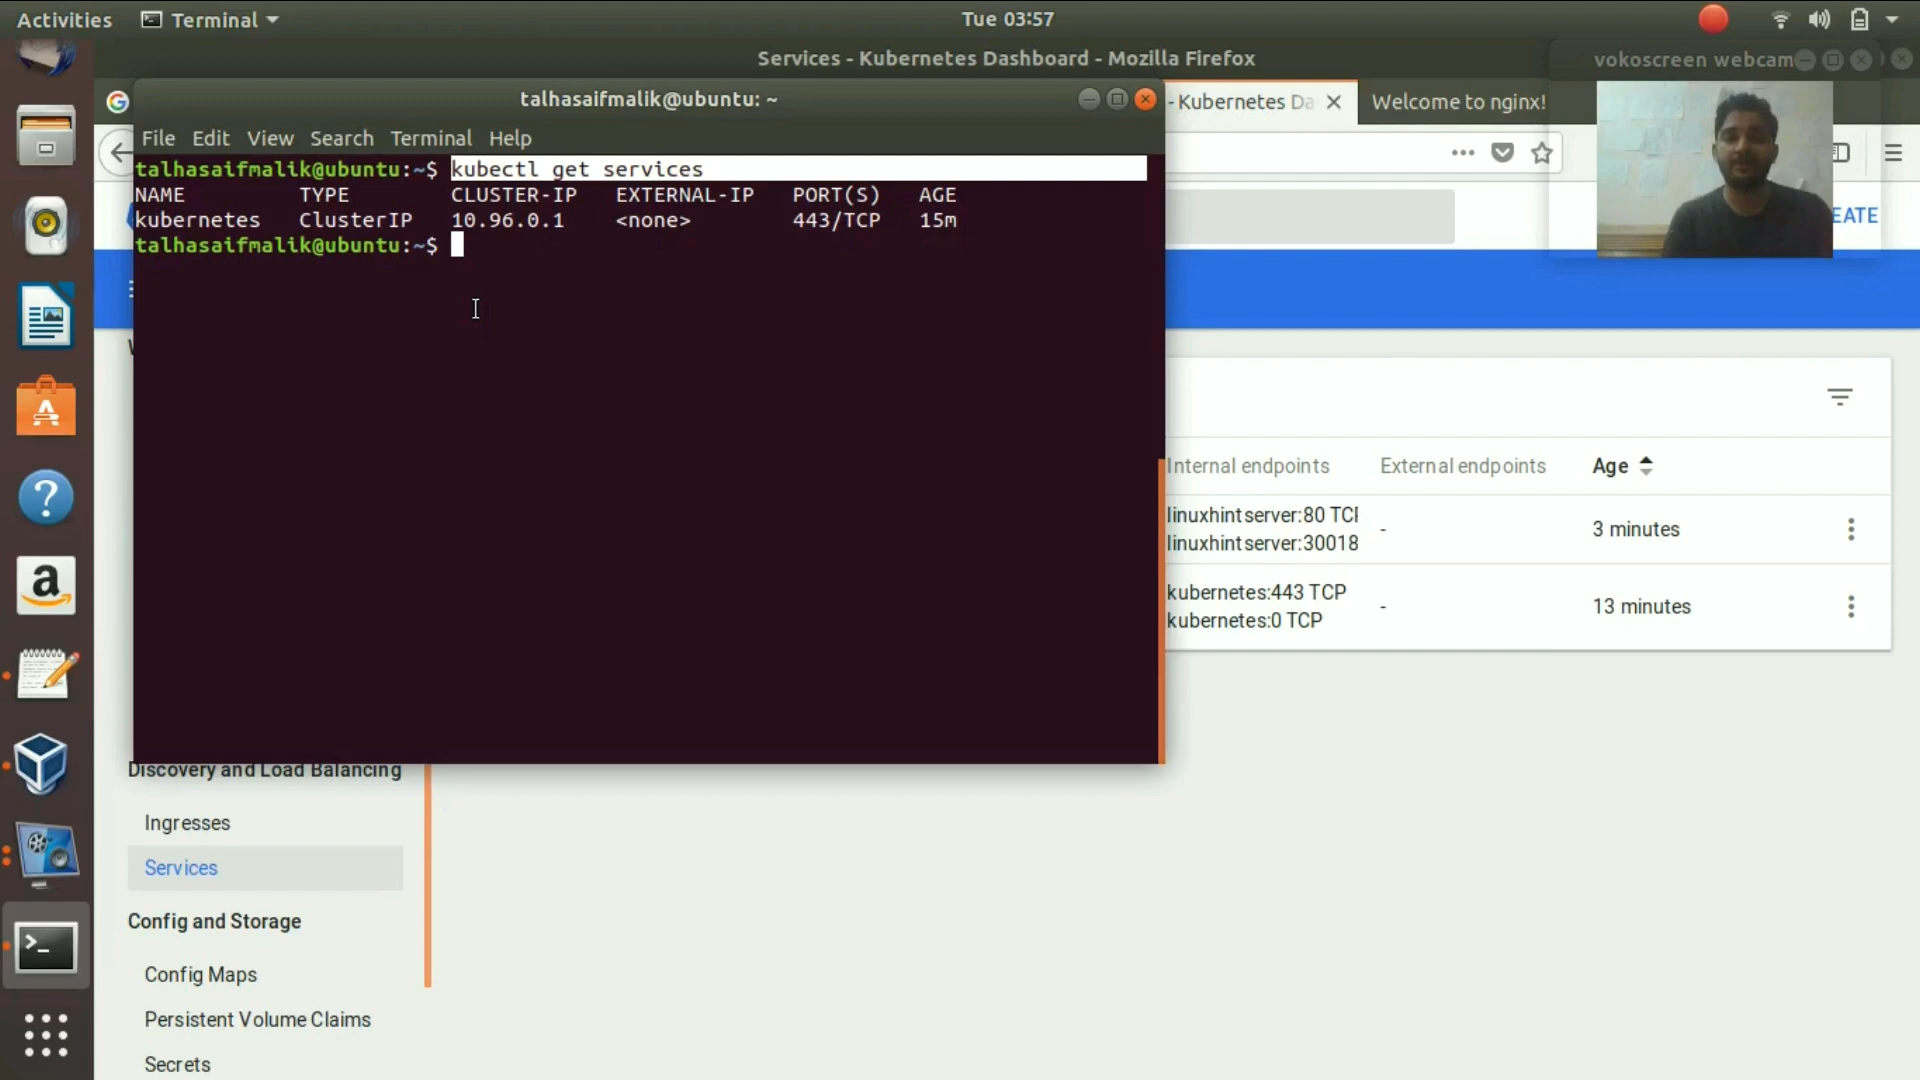 Activities
Terminal
Tue 03:57
Services - Kubernetes Dashboard - Mozilla Firefox
vokoscreen webcam
talhasaifmalik@ubuntu: ~
- Kubernetes Da
Welcome to nginx!
File Edit View Search Terminal Help
talhasaifmalik@ubuntu:~$ kubectl get services
NAME TYPE CLUSTER-IP EXTERNAL-IP PORT(S) AGE
kubernetes ClusterIP 10.96.0.1 <none> 443/TCP 15m
talhasaifmalik@ubuntu:~$
EATE
Internal endpoints External endpoints Age
linuxhintserver:80 TCP - 3 minutes
linuxhintserver:30018
kubernetes:443 TCP - 13 minutes
kubernetes:0 TCP
Discovery and Load Balancing
Ingresses
Services
Config and Storage
Config Maps
Persistent Volume Claims
Secrets